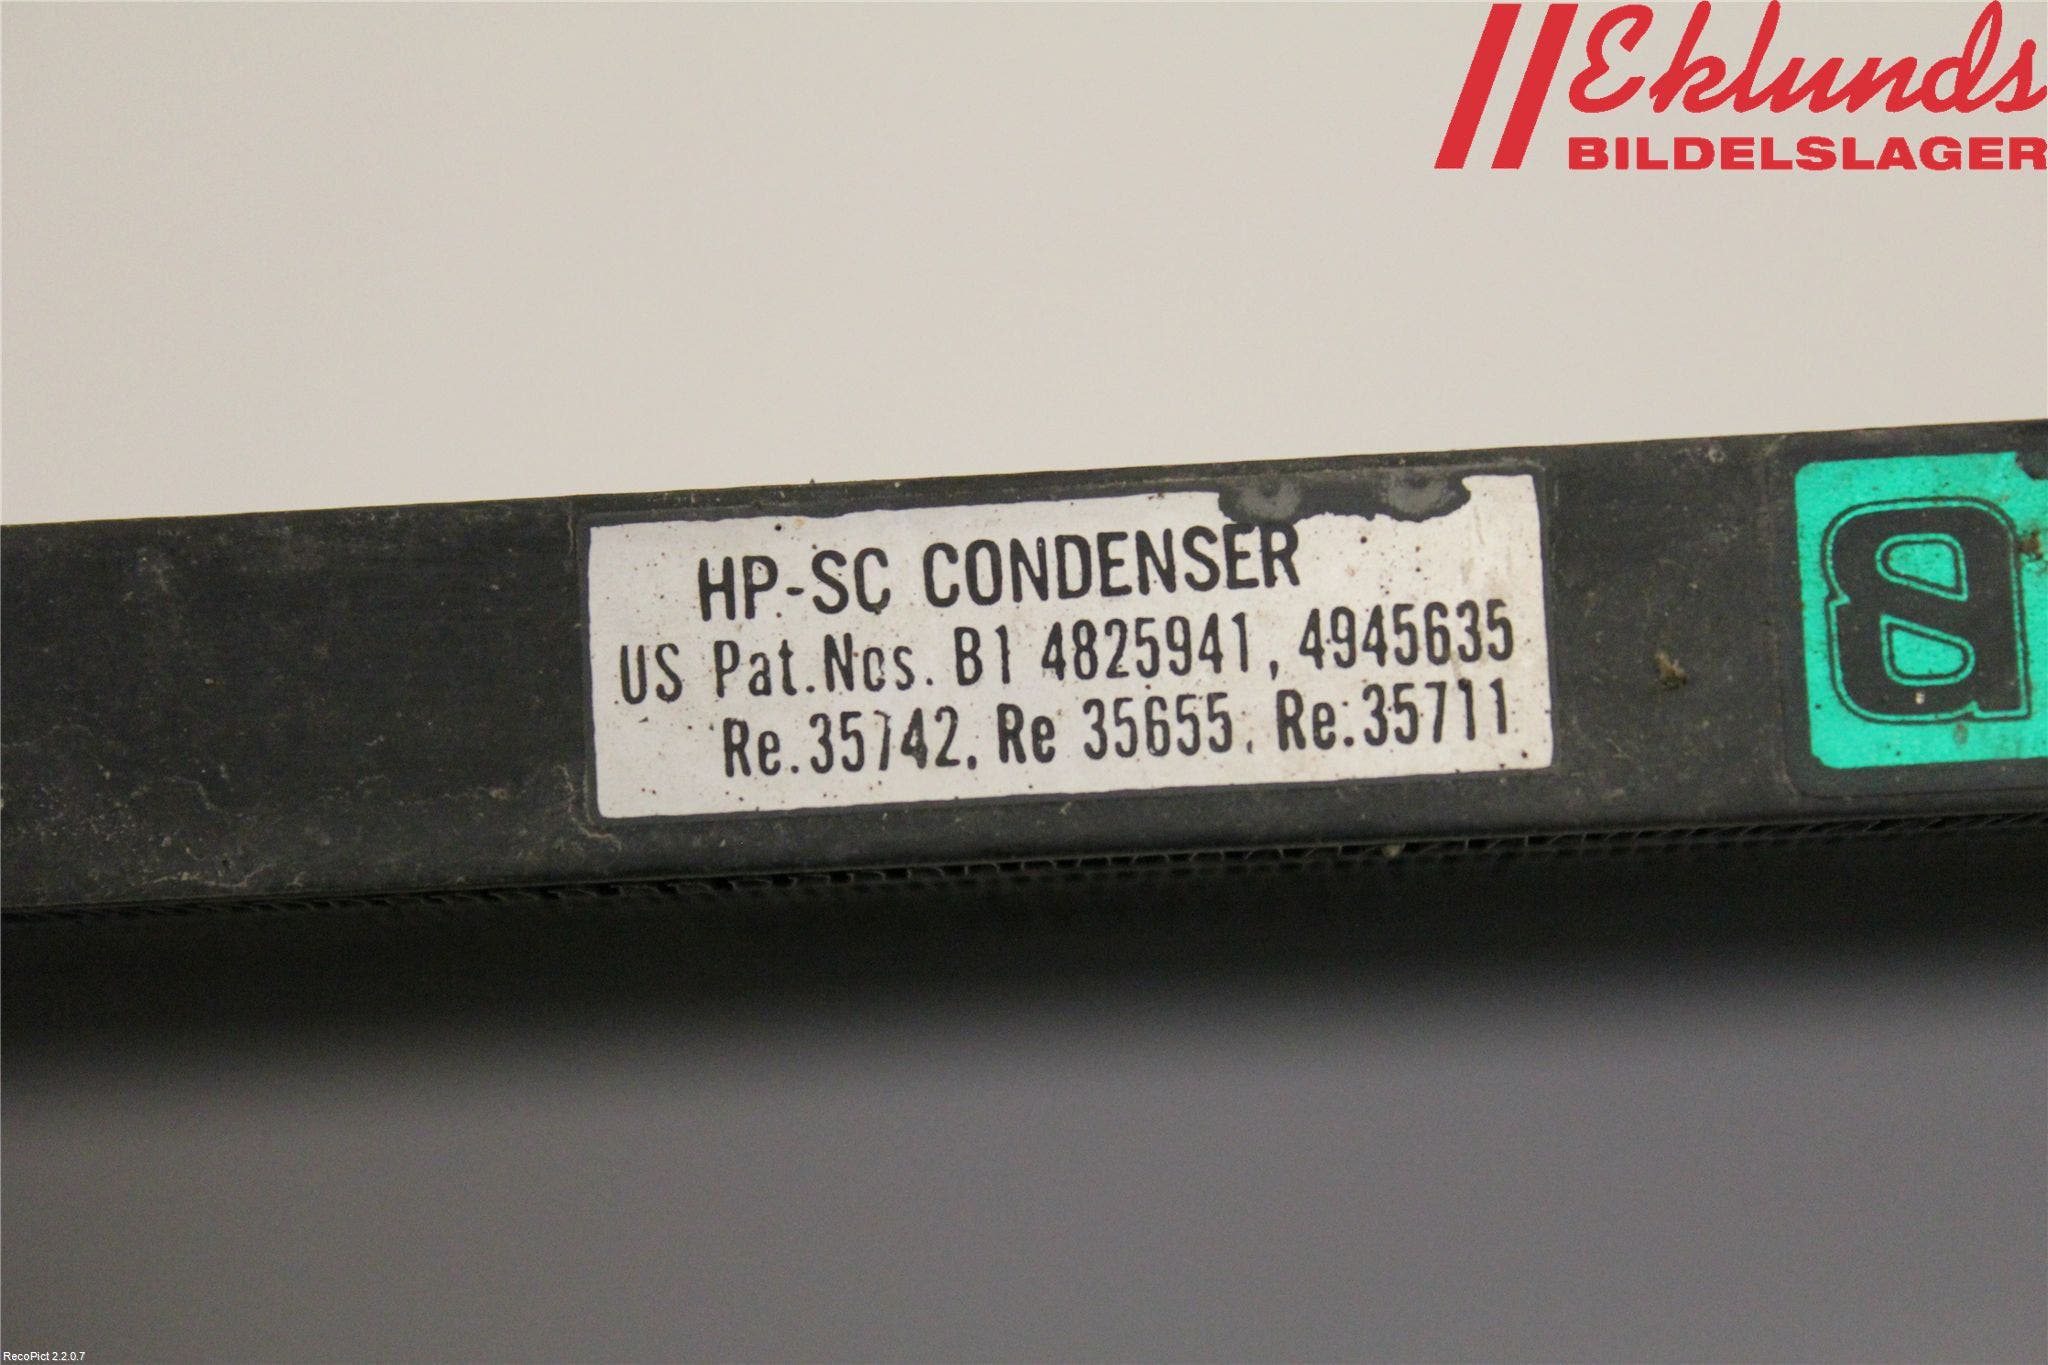 Eklunds
BILDELSLAGER
HP-SC CONDENSER
US Pat.Nos. B1 4825941, 4945635
Re.35742, Re 35655, Re.35711
RecoPict 2.2.0.7